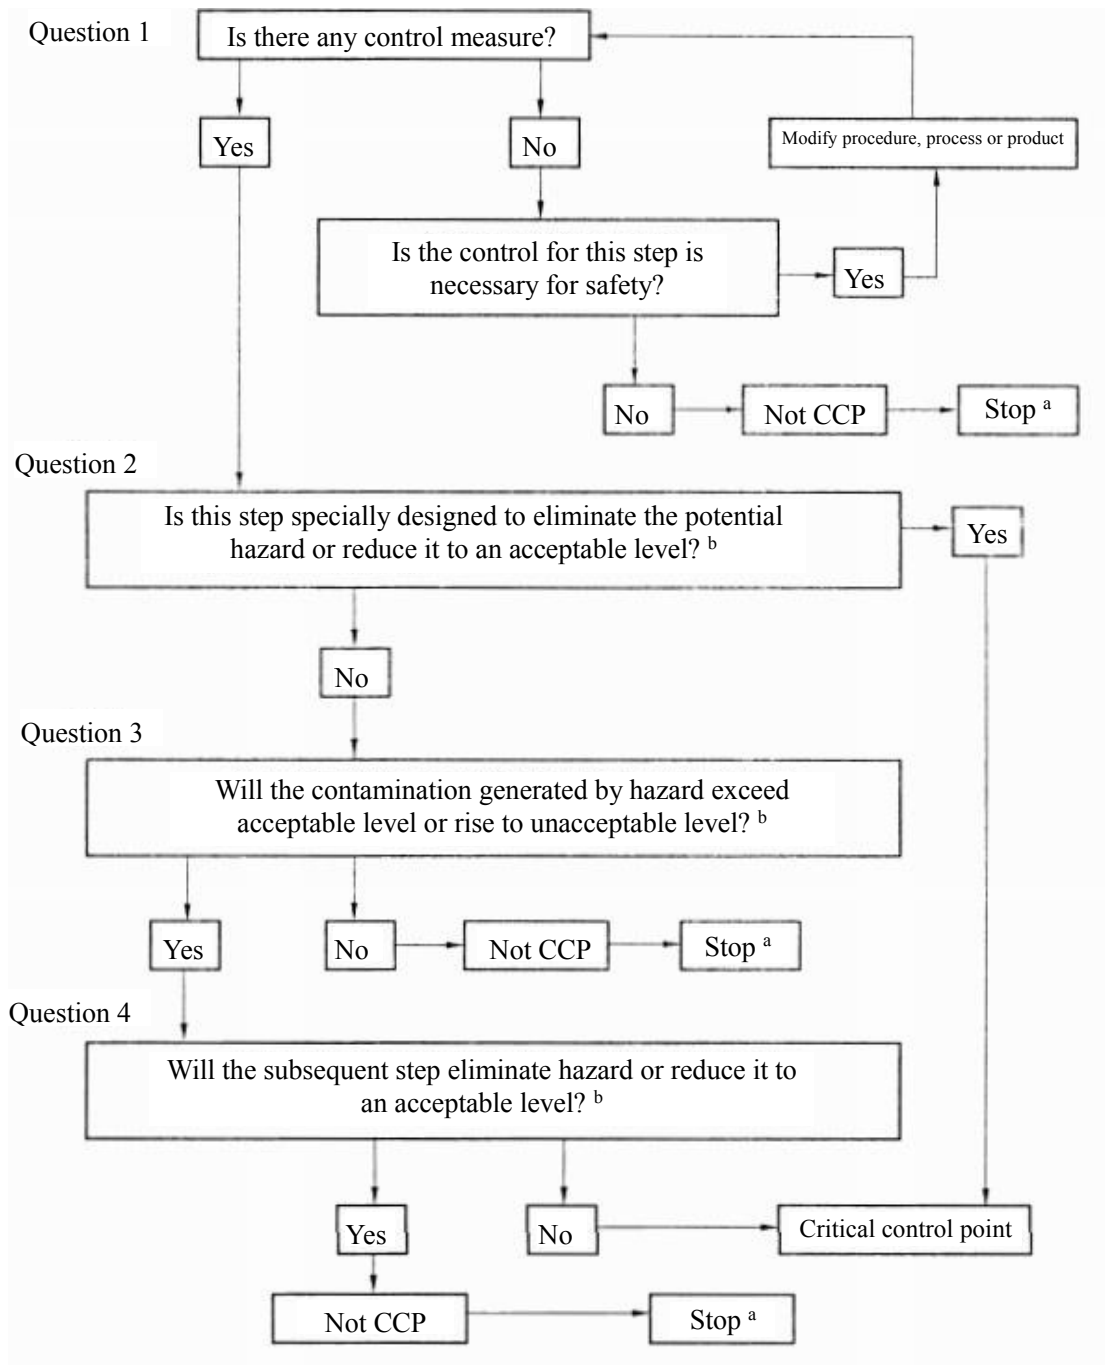 Question 1
Is there any control measure?
Yes
No
Modify procedure, process or product
Is the control for this step is
necessary for safety?
Yes
No
Not CCP
Stop a
Question 2
Is this step specially designed to eliminate the potential
hazard or reduce it to an acceptable level? b
Yes
No
Question 3
Will the contamination generated by hazard exceed
acceptable level or rise to unacceptable level? b
Yes
No
Not CCP
Stop a
Question 4
Will the subsequent step eliminate hazard or reduce it to
an acceptable level? b
Yes
No
Critical control point
Not CCP
Stop a